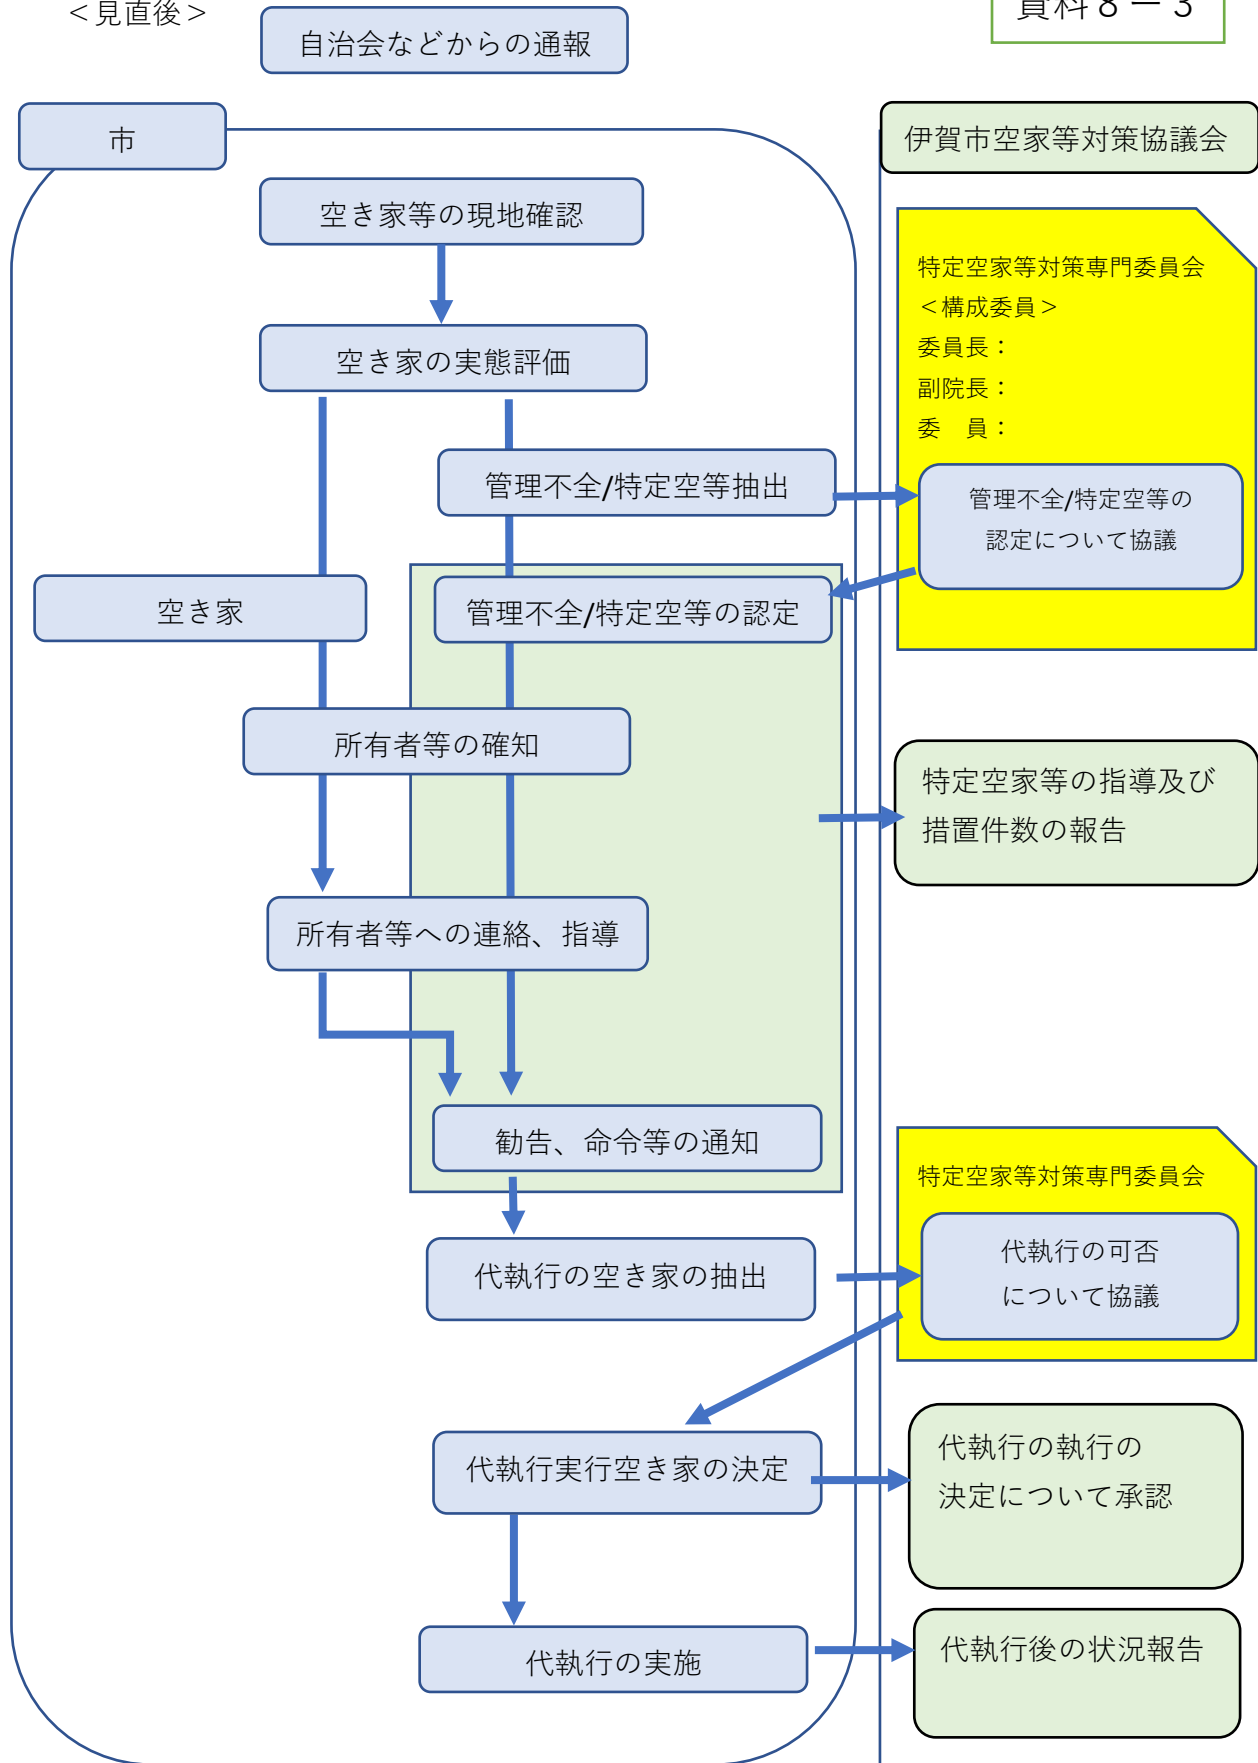 ＜見直後＞
資料８－３
自治会などからの通報
市
伊賀市空家等対策協議会
空き家等の現地確認
空き家の実態評価
特定空家等対策専門委員会
＜構成委員＞
委員長：
副院長：
委　員：
管理不全/特定空等抽出
管理不全/特定空等の
認定について協議
空き家
管理不全/特定空等の認定
所有者等の確知
特定空家等の指導及び
措置件数の報告
所有者等への連絡、指導
勧告、命令等の通知
特定空家等対策専門委員会
代執行の空き家の抽出
代執行の可否
について協議
代執行実行空き家の決定
代執行の執行の
決定について承認
代執行の実施
代執行後の状況報告